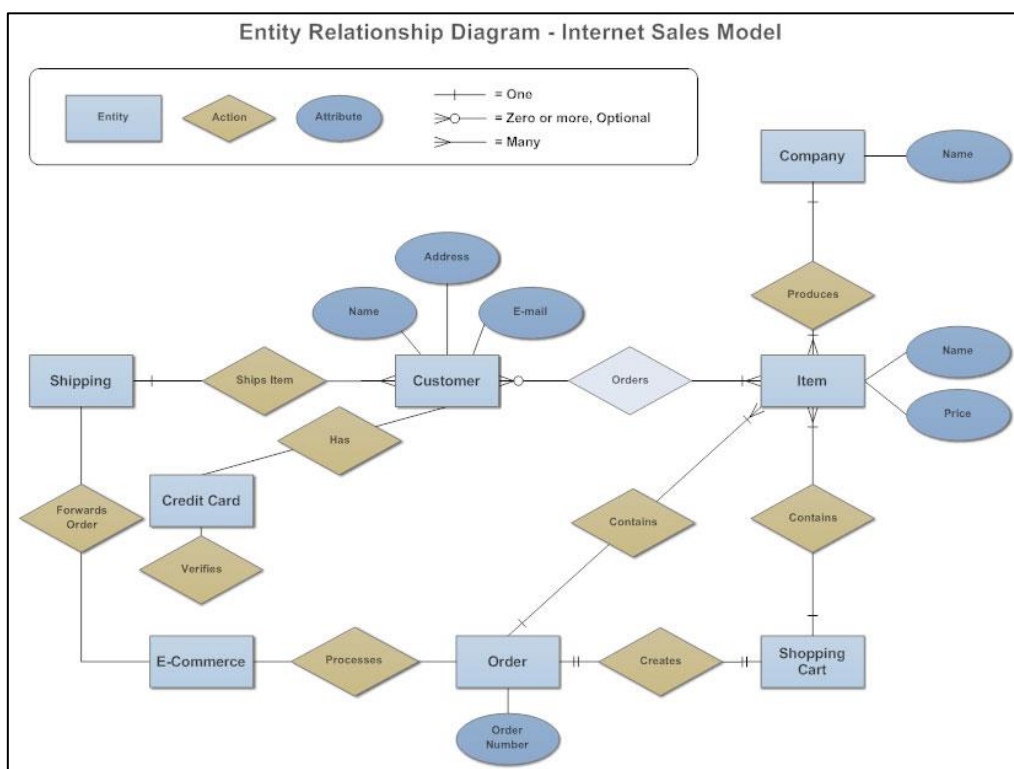 Entity Relationship Diagram - Internet Sales Model
Entity
Action
Attribute
= One
= Zero or more, Optional
= Many
Company
Name
Address
Name
E-mail
Produces
Name
Shipping
Ships Item
Customer
Orders
Item
Price
Has
Credit Card
Forwards
Order
Contains
Contains
Verifies
E-Commerce
Processes
Order
Creates
Shopping
Cart
Order
Number